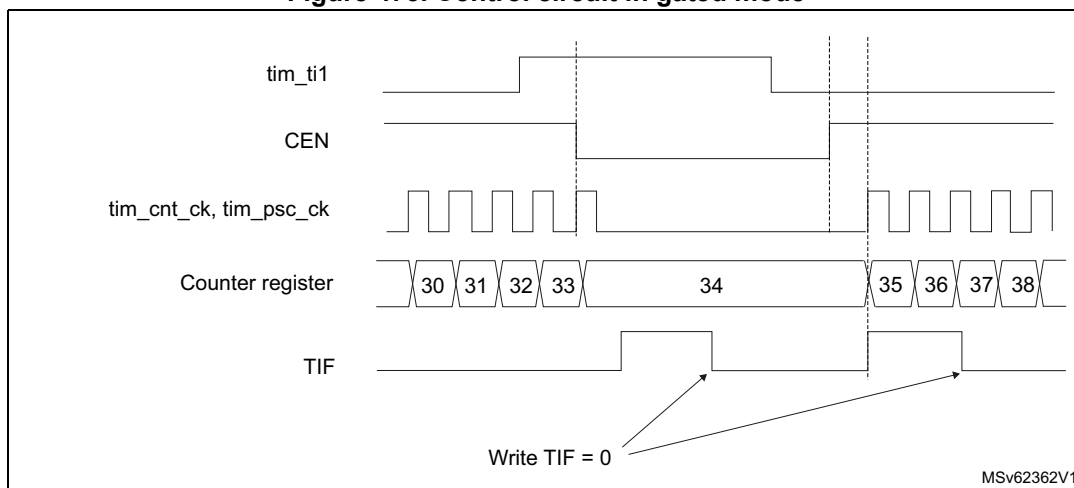 Figure Control circuit in gated mode
tim_ti1
CEN
tim_cnt_ck, tim_psc_ck
Counter register
30 31 32 33 34 35 36 37 38
TIF
Write TIF = 0
MSv62362V1